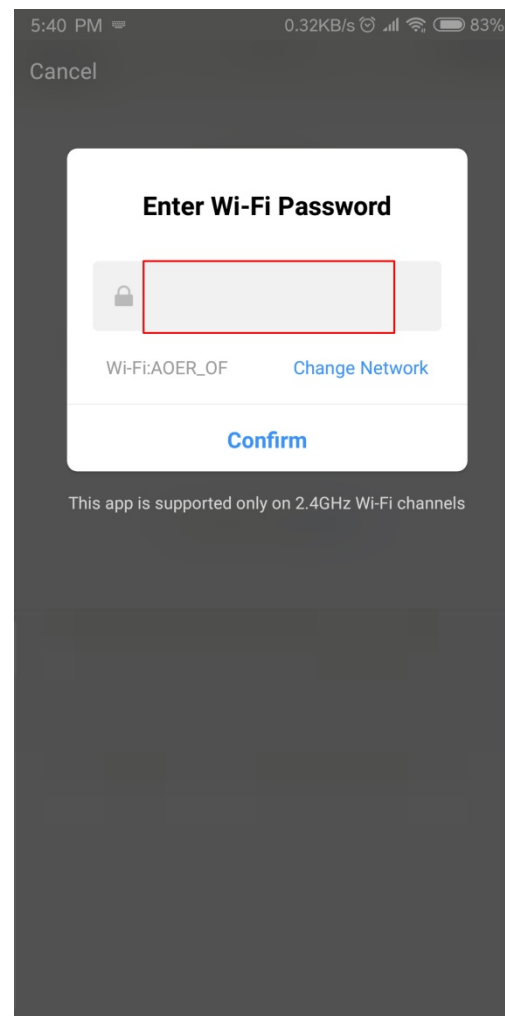 5:40 PM 0.32KB/s 83%
Cancel
Enter Wi-Fi Password
Wi-Fi:AOER_OF Change Network
Confirm
This app is supported only on 2.4GHz Wi-Fi channels